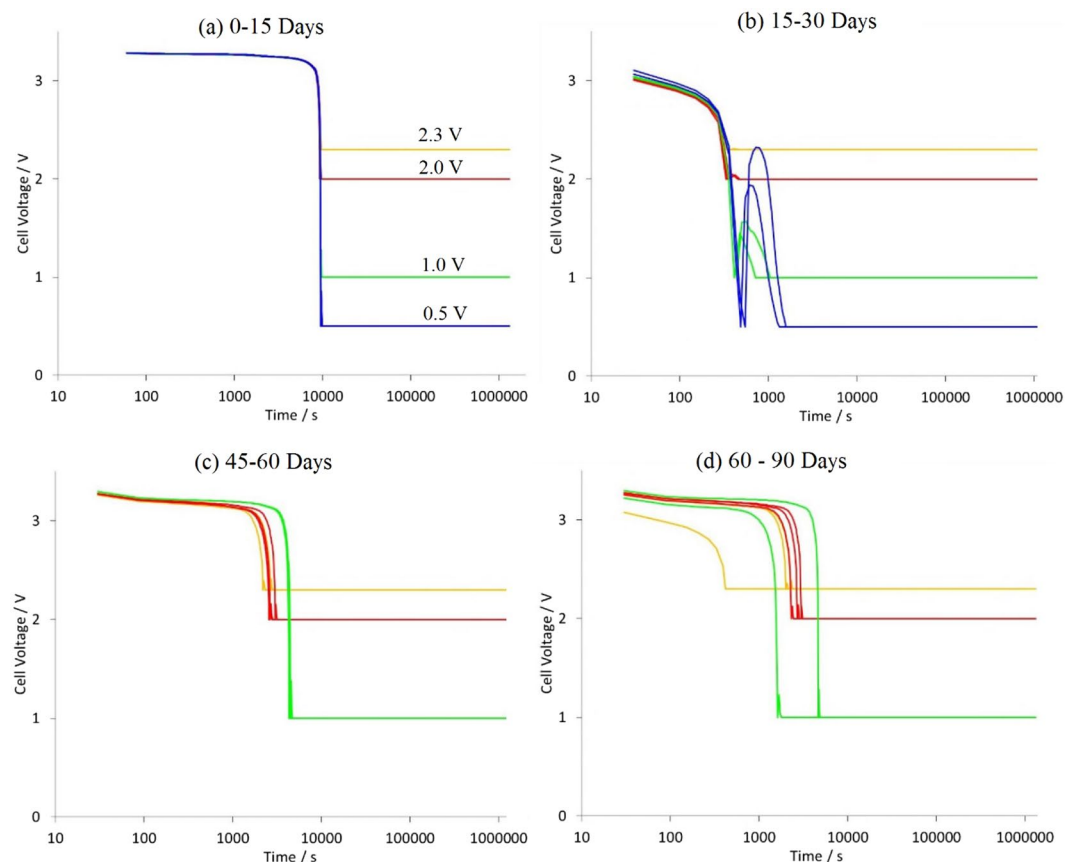 (a) 0-15 Days
Cell Voltage / V
3
2
1
0
2.3 V
2.0 V
1.0 V
0.5 V
10 100 1000 10000 100000 1000000
Time / s
(b) 15-30 Days
Cell Voltage / V
3
2
1
0
10 100 1000 10000 100000 1000000
Time / s
(c) 45-60 Days
Cell Voltage / V
3
2
1
0
10 100 1000 10000 100000 1000000
Time / s
(d) 60 - 90 Days
Cell Voltage / V
3
2
1
0
10 100 1000 10000 100000 1000000
Time / s